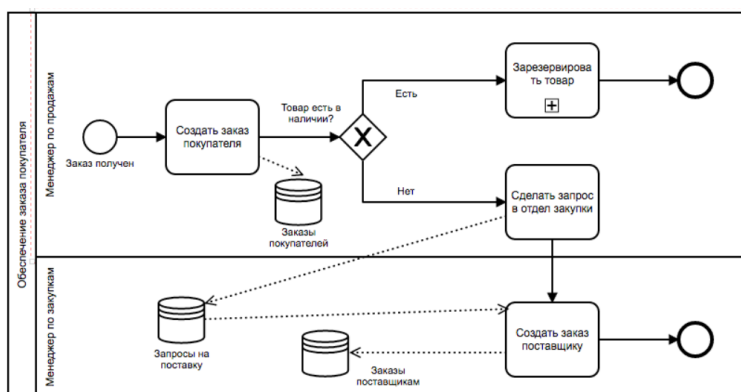 Обеспечение заказа покупателя
Менеджер по продажам
Заказ получен
Создать заказ
покупателя
Заказы
покупателей
Товар есть в
наличии?
X
Есть
Нет
Зарезервирова
ть товар
Сделать запрос
в отдел закупки
Менеджер по закупкам
Запросы на
поставку
Заказы
поставщикам
Создать заказ
поставщику